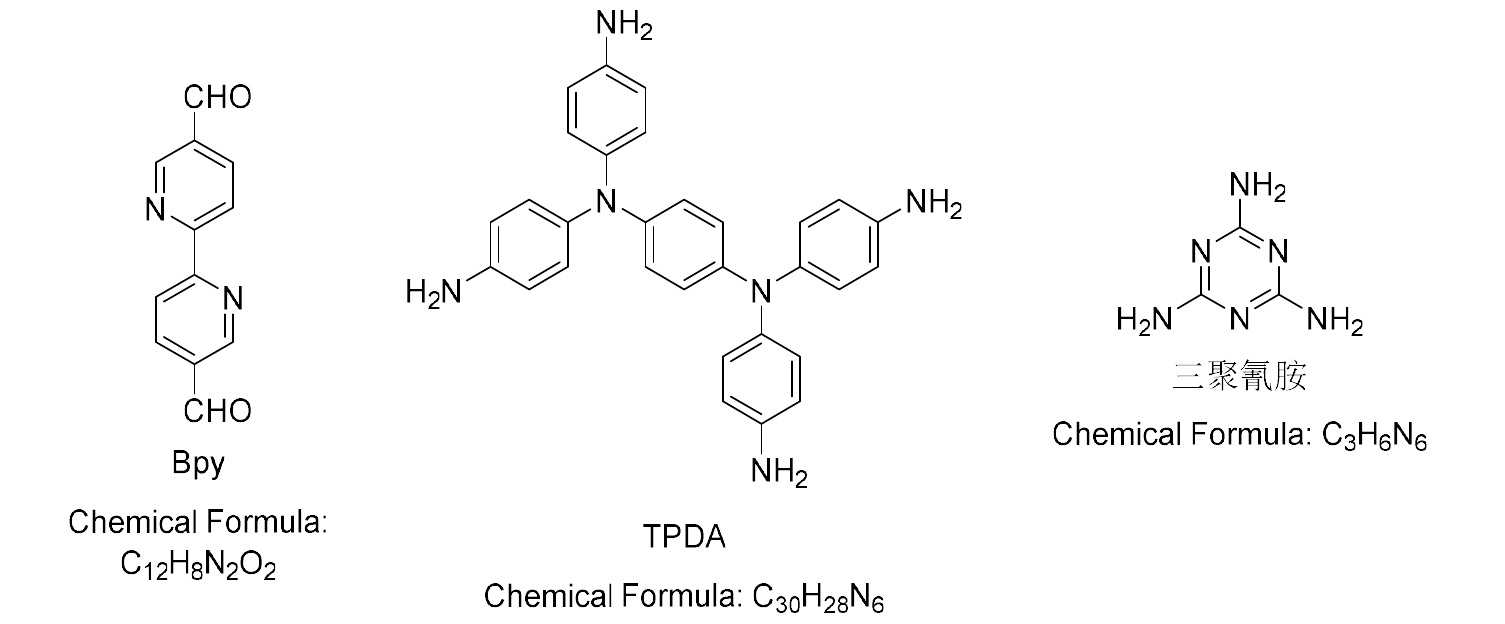 CHO
N
N
CHO
Bpy
Chemical Formula:
C₁₂H₈N₂O₂
NH₂
N
NH₂
H₂N
N
NH₂
TPDA
Chemical Formula: C₃₀H₂₈N₆
NH₂
N N
H₂N N NH₂
三聚氰胺
Chemical Formula: C₃H₆N₆